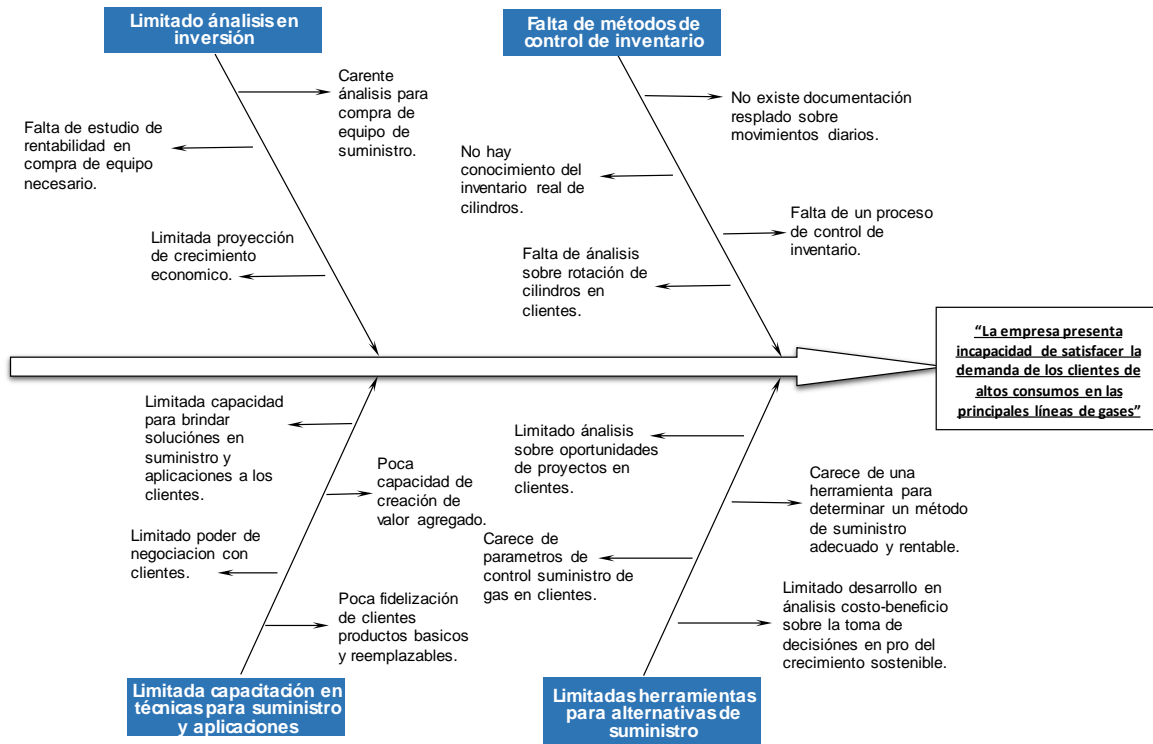 Limitado ánalisis en
inversión
Falta de métodos de
control de inventario
Carente
ánalisis para
compra de
equipo de
suministro.
Falta de estudio de
rentabilidad en
compra de equipo
necesario.
Limitada proyección
de crecimiento
economico.
No existe documentación
resplado sobre
movimientos diarios.
No hay
conocimiento del
inventario real de
cilindros.
Falta de un proceso
de control de
inventario.
Falta de ánalisis
sobre rotación de
cilindros en
clientes.
“La empresa presenta
incapacidad de satisfacer la
demanda de los clientes de
altos consumos en las
principales líneas de gases”
Limitada capacidad
para brindar
soluciónes en
suministro y
aplicaciones a los
clientes.
Poca
capacidad de
creación de
valor agregado.
Limitado poder de
negociacion con
clientes.
Poca fidelización
de clientes
productos basicos
y reemplazables.
Limitado ánalisis
sobre oportunidades
de proyectos en
clientes.
Carece de una
herramienta para
determinar un método
de suministro
adecuado y rentable.
Carece de
parametros de
control suministro de
gas en clientes.
Limitado desarrollo en
ánalisis costo-beneficio
sobre la toma de
decisiónes en pro del
crecimiento sostenible.
Limitada capacitación en
técnicas para suministro
y aplicaciones
Limitadas herramientas
para alternativas de
suministro